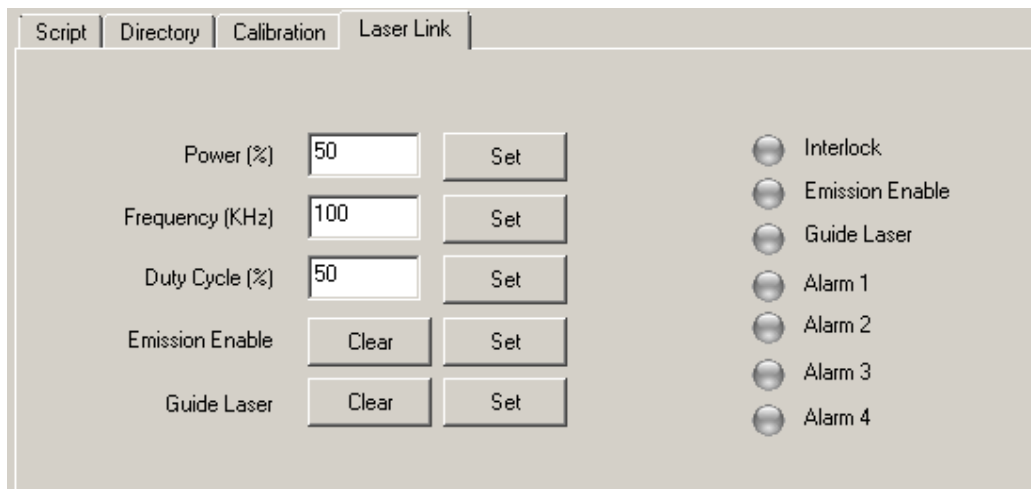 Script Directory Calibration Laser Link
Power (%) 50 Set
Frequency (KHz) 100 Set
Duty Cycle (%) 50 Set
Emission Enable Clear Set
Guide Laser Clear Set
Interlock
Emission Enable
Guide Laser
Alarm 1
Alarm 2
Alarm 3
Alarm 4